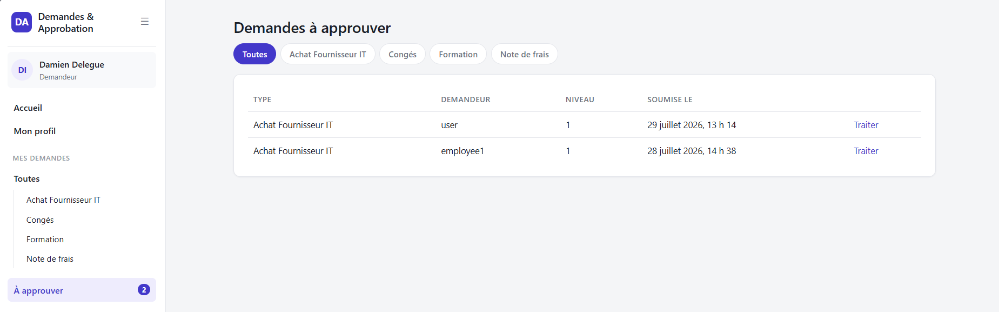 DA
Demandes &
Approbation
DI
Damien Delegue
Demandeur
Accueil
Mon profil
MES DEMANDES
Toutes
Achat Fournisseur IT
Congés
Formation
Note de frais
À approuver 2
Demandes à approuver
Toutes Achat Fournisseur IT Congés Formation Note de frais
TYPE DEMANDEUR NIVEAU SOUMISE LE
Achat Fournisseur IT user 1 29 juillet 2026, 13 h 14 Traiter
Achat Fournisseur IT employee1 1 28 juillet 2026, 14 h 38 Traiter